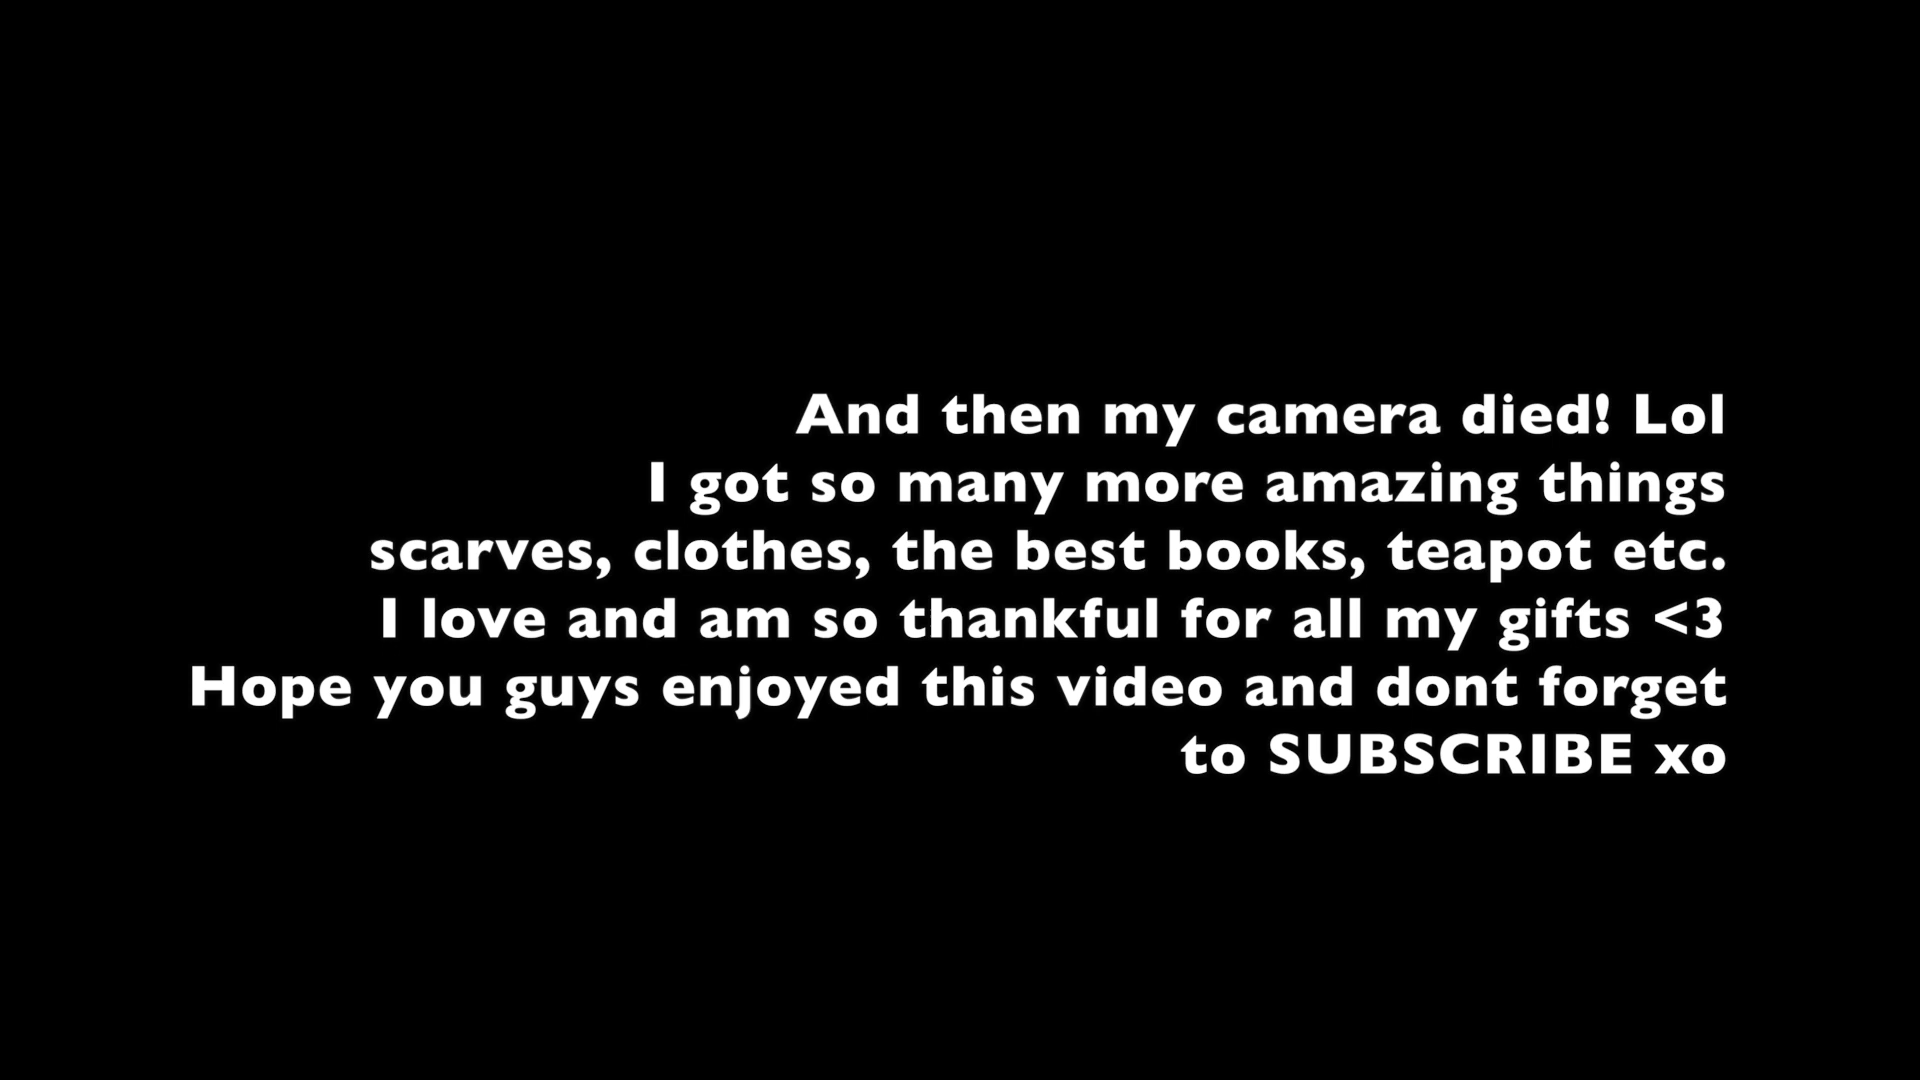 And then my camera died! Lol
I got so many more amazing things
scarves, clothes, the best books, teapot etc.
I love and am so thankful for all my gifts <3
Hope you guys enjoyed this video and dont forget
to SUBSCRIBE xo